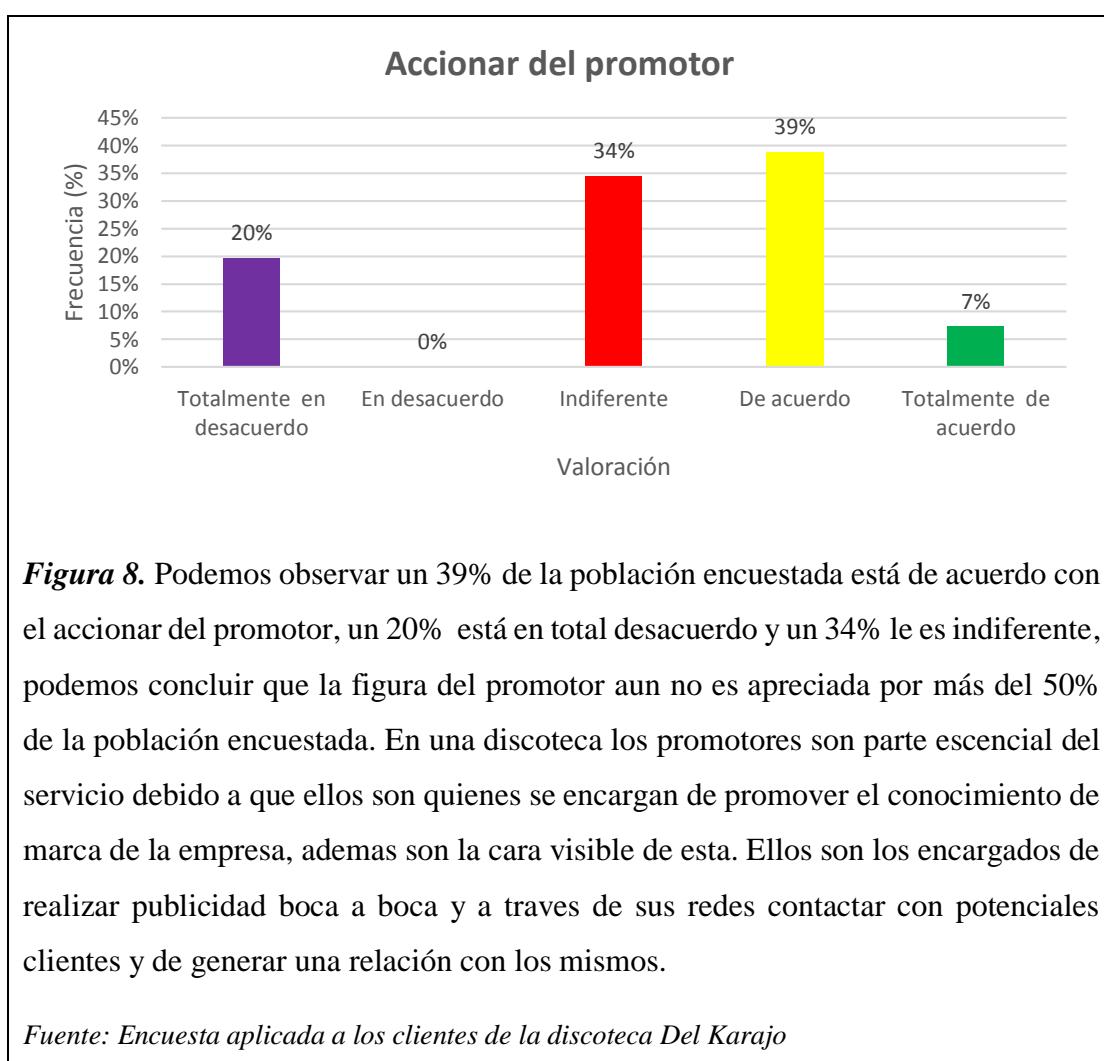 Accionar del promotor
45%
40%
35%
30%
25%
20%
15%
10%
5%
0%
Frecuencia (%)
20%
0%
34%
39%
7%
Totalmente en desacuerdo
En desacuerdo
Indiferente
De acuerdo
Totalmente de acuerdo
Valoración
Figura 8. Podemos observar un 39% de la población encuestada está de acuerdo con
el accionar del promotor, un 20% está en total desacuerdo y un 34% le es indiferente,
podemos concluir que la figura del promotor aun no es apreciada por más del 50%
de la población encuestada. En una discoteca los promotores son parte escencial del
servicio debido a que ellos son quienes se encargan de promover el conocimiento de
marca de la empresa, ademas son la cara visible de esta. Ellos son los encargados de
realizar publicidad boca a boca y a traves de sus redes contactar con potenciales
clientes y de generar una relación con los mismos.
Fuente: Encuesta aplicada a los clientes de la discoteca Del Karajo